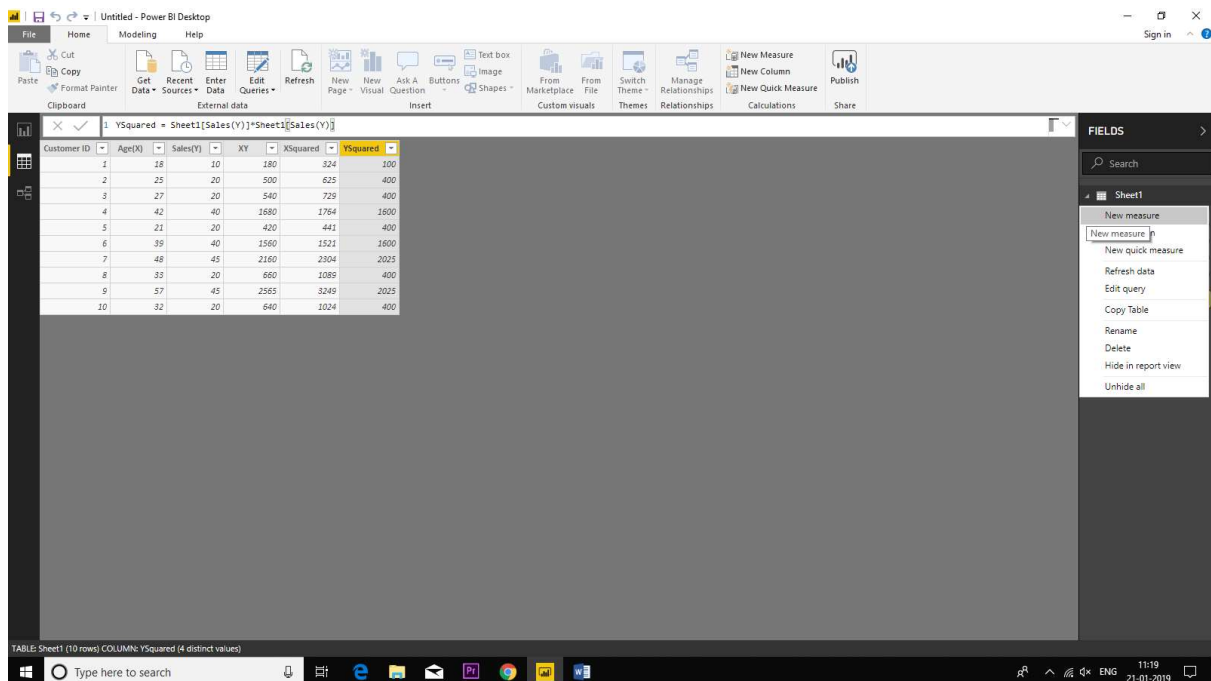 Untitled - Power BI Desktop
Sign in
File Home Modeling Help
Paste
Cut
Copy
Format Painter
Clipboard
Get Data
Recent Sources
Enter Data
Edit Queries
External data
Refresh
New Page
New Visual
Ask A Question
Buttons
Text box
Image
Shapes
Insert
From Marketplace
From File
Custom visuals
Switch Theme
Themes
Manage Relationships
Relationships
New Measure
New Column
New Quick Measure
Calculations
Publish
Share
1 YSquared = Sheet1[Sales(Y)]*Sheet1[Sales(Y)]
Customer ID Age(X) Sales(Y) XY XSquared YSquared
1 18 10 180 324 100
2 25 20 500 625 400
3 27 20 540 729 400
4 42 40 1680 1764 1600
5 21 20 420 441 400
6 39 40 1560 1521 1600
7 48 45 2160 2304 2025
8 33 20 660 1089 400
9 57 45 2565 3249 2025
10 32 20 640 1024 400
FIELDS
Search
Sheet1
New measure
New measure n
New quick measure
Refresh data
Edit query
Copy Table
Rename
Delete
Hide in report view
Unhide all
TABLE: Sheet1 (10 rows) COLUMN: YSquared (4 distinct values)
Type here to search
Pr
ENG
11:19
21-01-2019